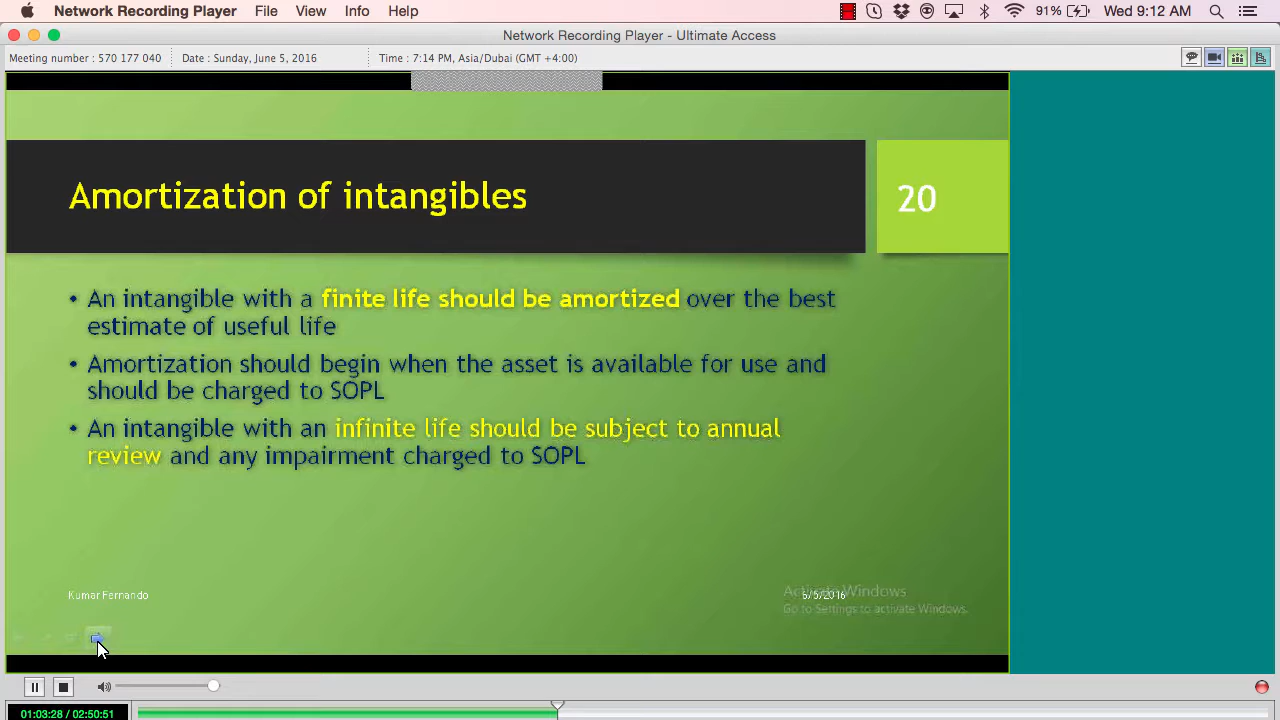 Network Recording Player File View Info Help 91% Wed 9:12 AM
Network Recording Player - Ultimate Access
Meeting number : 570 177 040 Date : Sunday, June 5, 2016 Time : 7:14 PM, Asia/Dubai (GMT +4:00)
Amortization of intangibles
20
• An intangible with a finite life should be amortized over the best
estimate of useful life
• Amortization should begin when the asset is available for use and
should be charged to SOPL
• An intangible with an infinite life should be subject to annual
review and any impairment charged to SOPL
Kumar Fernando
Activate Windows
6/5/2016
Go to Settings to activate Windows.
01:03:28 / 02:50:51